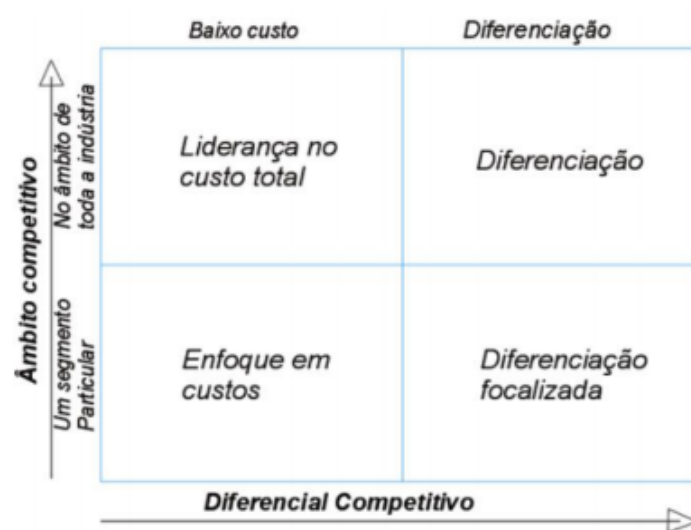 Baixo custo
Diferenciação
Âmbito competitivo
No âmbito de
toda a indústria
Liderança no
custo total
Diferenciação
Um segmento
Particular
Enfoque em
custos
Diferenciação
focalizada
Diferencial Competitivo